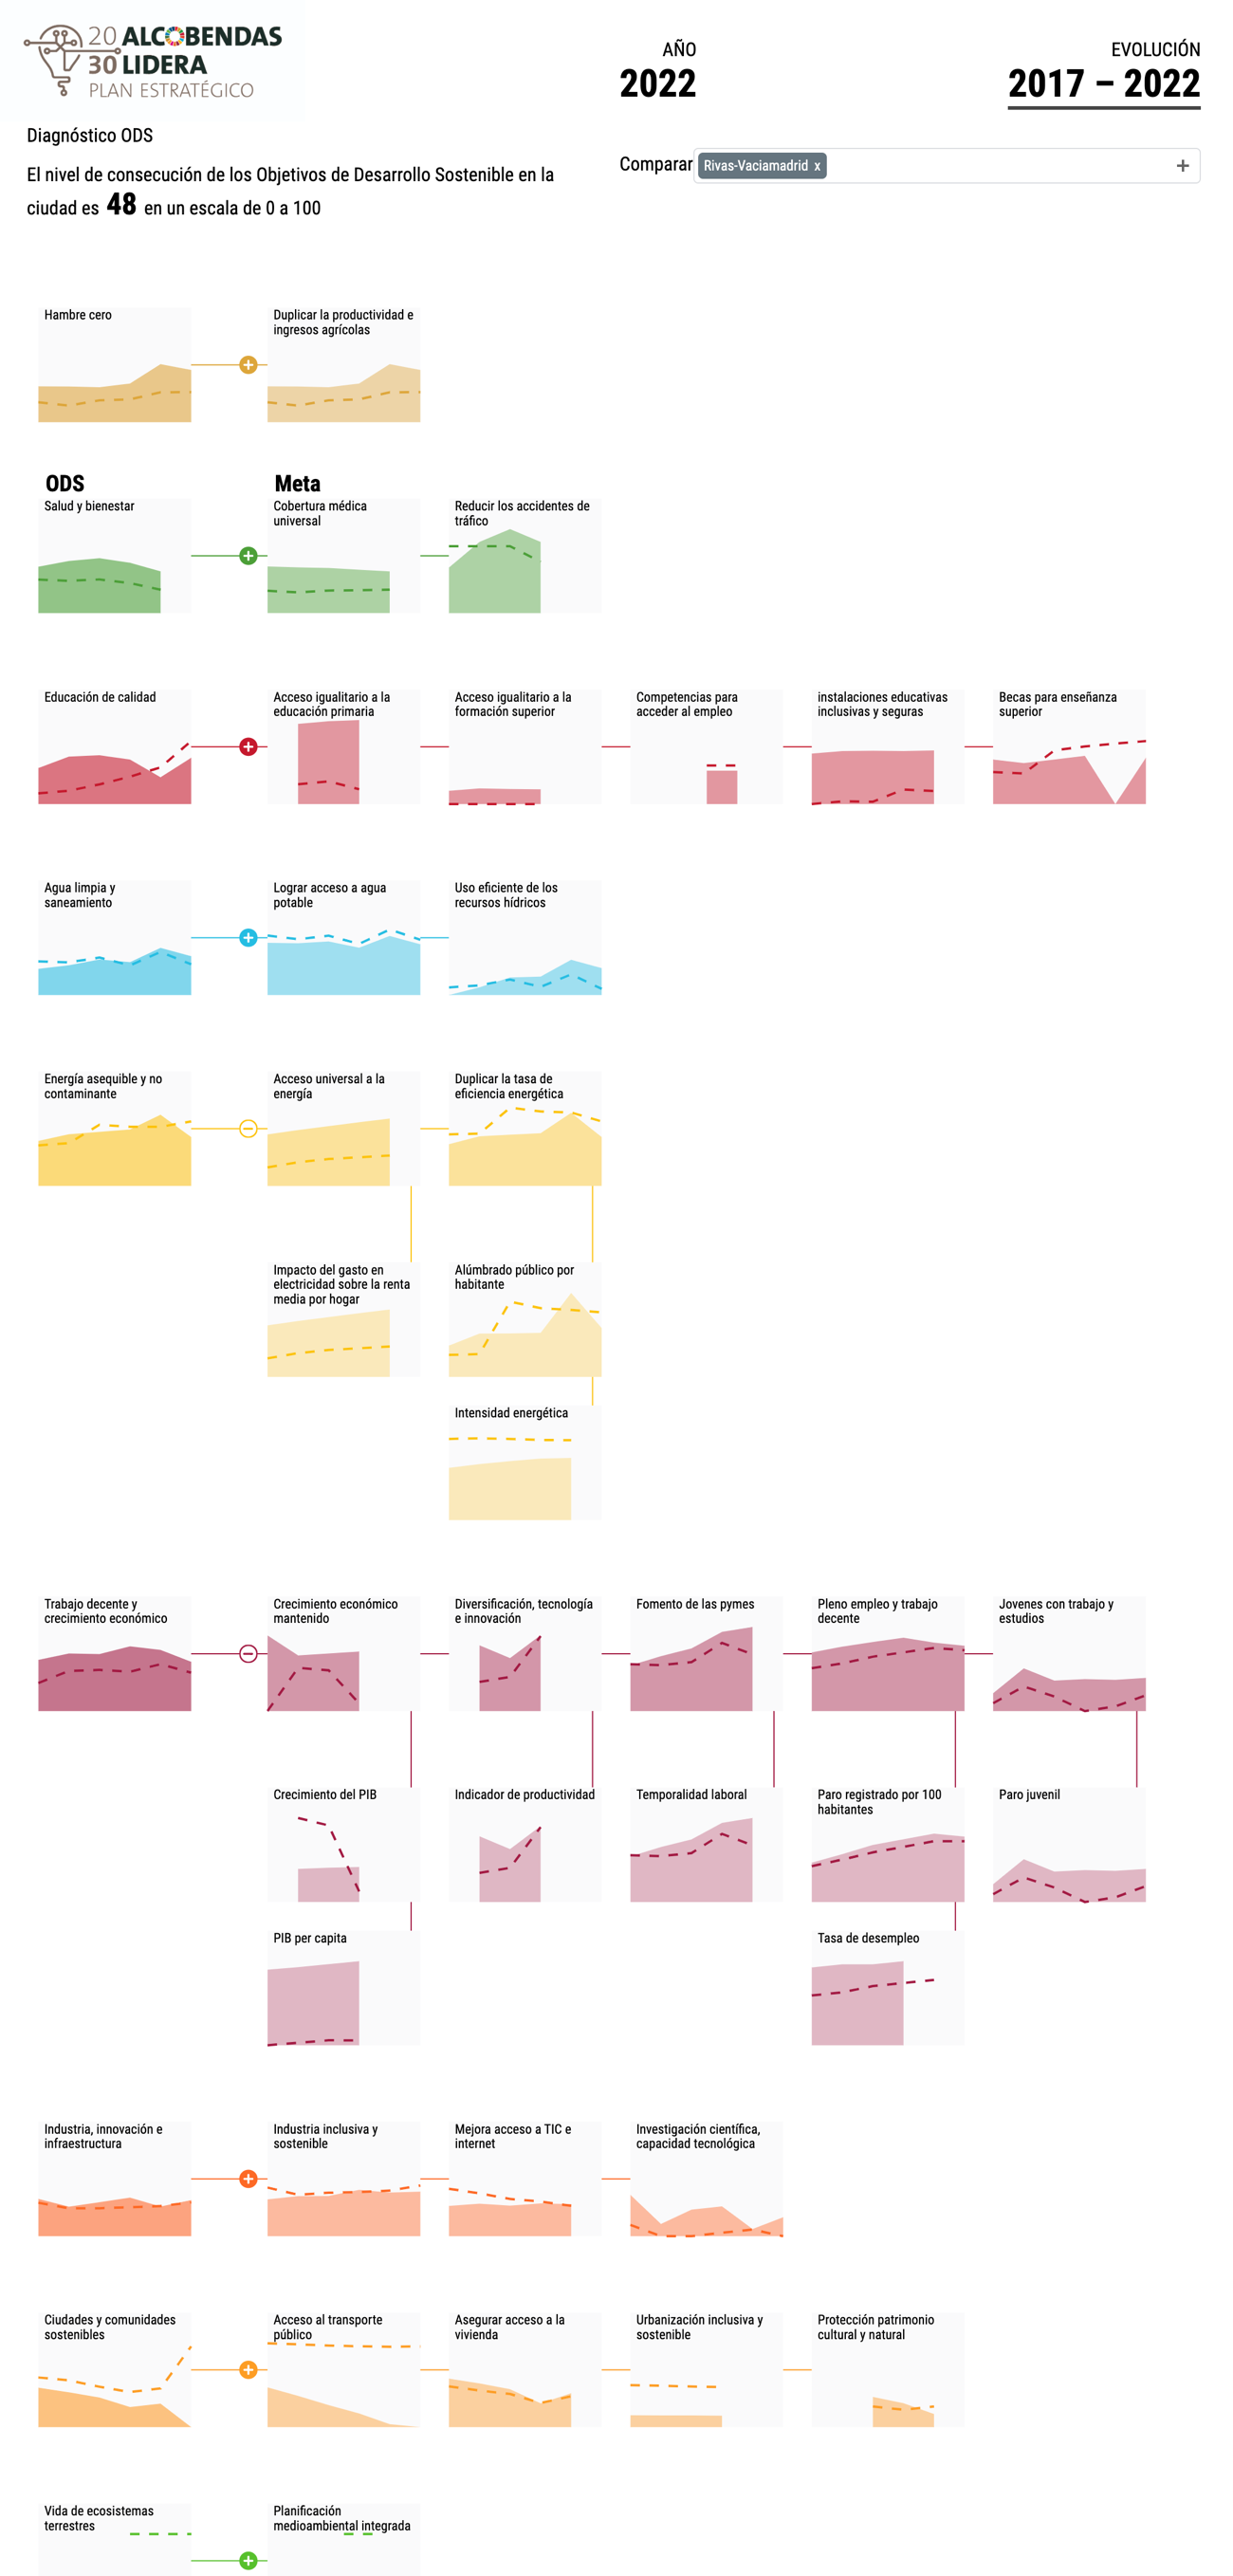 20 ALCOBENDAS
30 LIDERA
PLAN ESTRATÉGICO
AÑO
2022
EVOLUCIÓN
2017 – 2022
Diagnóstico ODS
El nivel de consecución de los Objetivos de Desarrollo Sostenible en la
ciudad es 48 en un escala de 0 a 100
Comparar Rivas-Vaciamadrid x +
Hambre cero
Duplicar la productividad e
ingresos agrícolas
ODS
Meta
Salud y bienestar
Cobertura médica
universal
Reducir los accidentes de
tráfico
Educación de calidad
Acceso igualitario a la
educación primaria
Acceso igualitario a la
formación superior
Competencias para
acceder al empleo
instalaciones educativas
inclusivas y seguras
Becas para enseñanza
superior
Agua limpia y
saneamiento
Lograr acceso a agua
potable
Uso eficiente de los
recursos hídricos
Energía asequible y no
contaminante
Acceso universal a la
energía
Duplicar la tasa de
eficiencia energética
Impacto del gasto en
electricidad sobre la renta
media por hogar
Alúmbrado público por
habitante
Intensidad energética
Trabajo decente y
crecimiento económico
Crecimiento económico
mantenido
Diversificación, tecnología
e innovación
Fomento de las pymes
Pleno empleo y trabajo
decente
Jovenes con trabajo y
estudios
Crecimiento del PIB
Indicador de productividad
Temporalidad laboral
Paro registrado por 100
habitantes
Paro juvenil
PIB per capita
Tasa de desempleo
Industria, innovación e
infraestructura
Industria inclusiva y
sostenible
Mejora acceso a TIC e
internet
Investigación científica,
capacidad tecnológica
Ciudades y comunidades
sostenibles
Acceso al transporte
público
Asegurar acceso a la
vivienda
Urbanización inclusiva y
sostenible
Protección patrimonio
cultural y natural
Vida de ecosistemas
terrestres
Planificación
medioambiental integrada